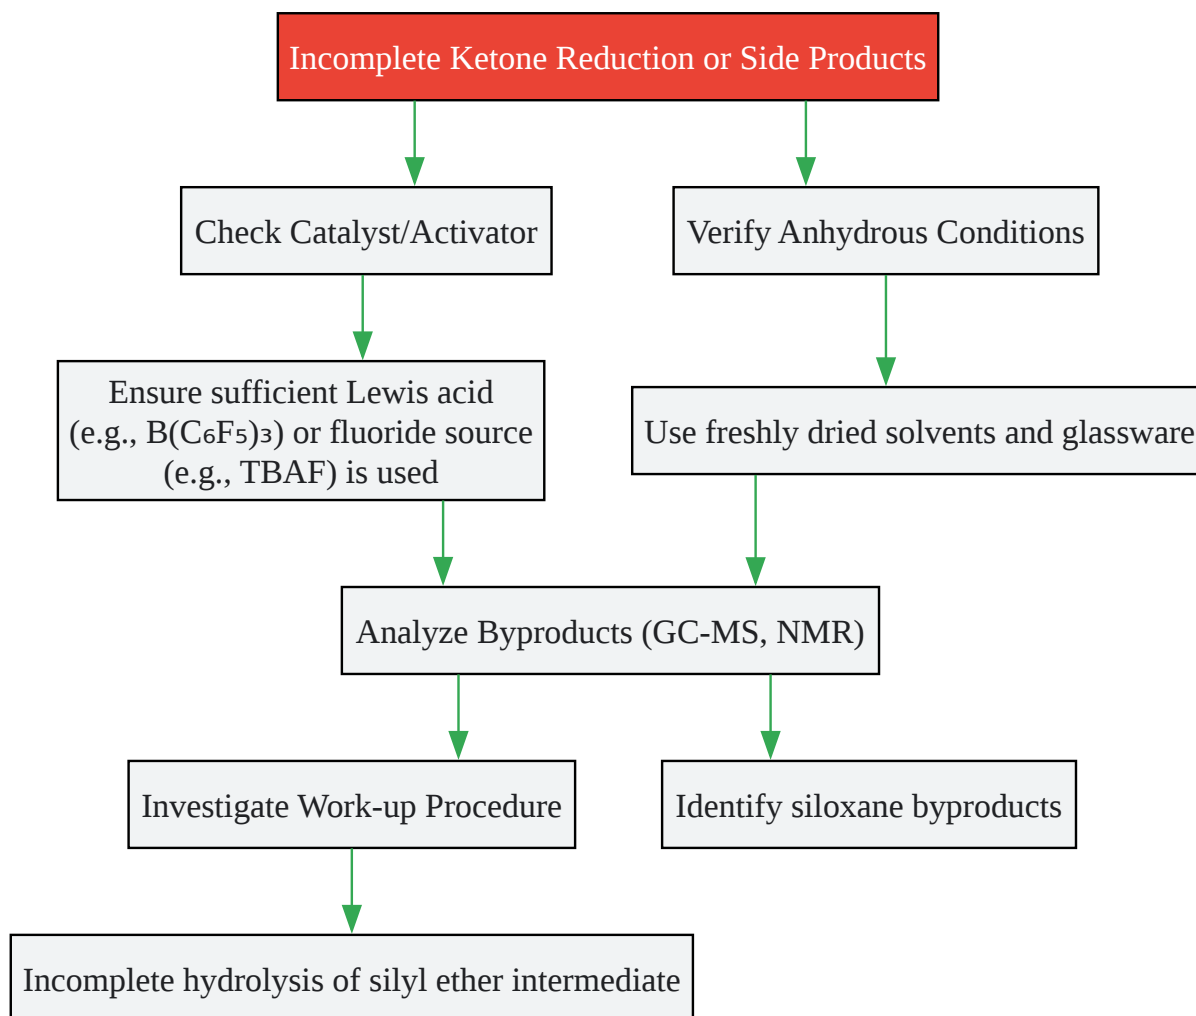 Incomplete Ketone Reduction or Side Products
Check Catalyst/Activator
Verify Anhydrous Conditions
Ensure sufficient Lewis acid
(e.g., B(C₆F₅)₃) or fluoride source
(e.g., TBAF) is used
Use freshly dried solvents and glassware
Analyze Byproducts (GC-MS, NMR)
Investigate Work-up Procedure
Identify siloxane byproducts
Incomplete hydrolysis of silyl ether intermediate